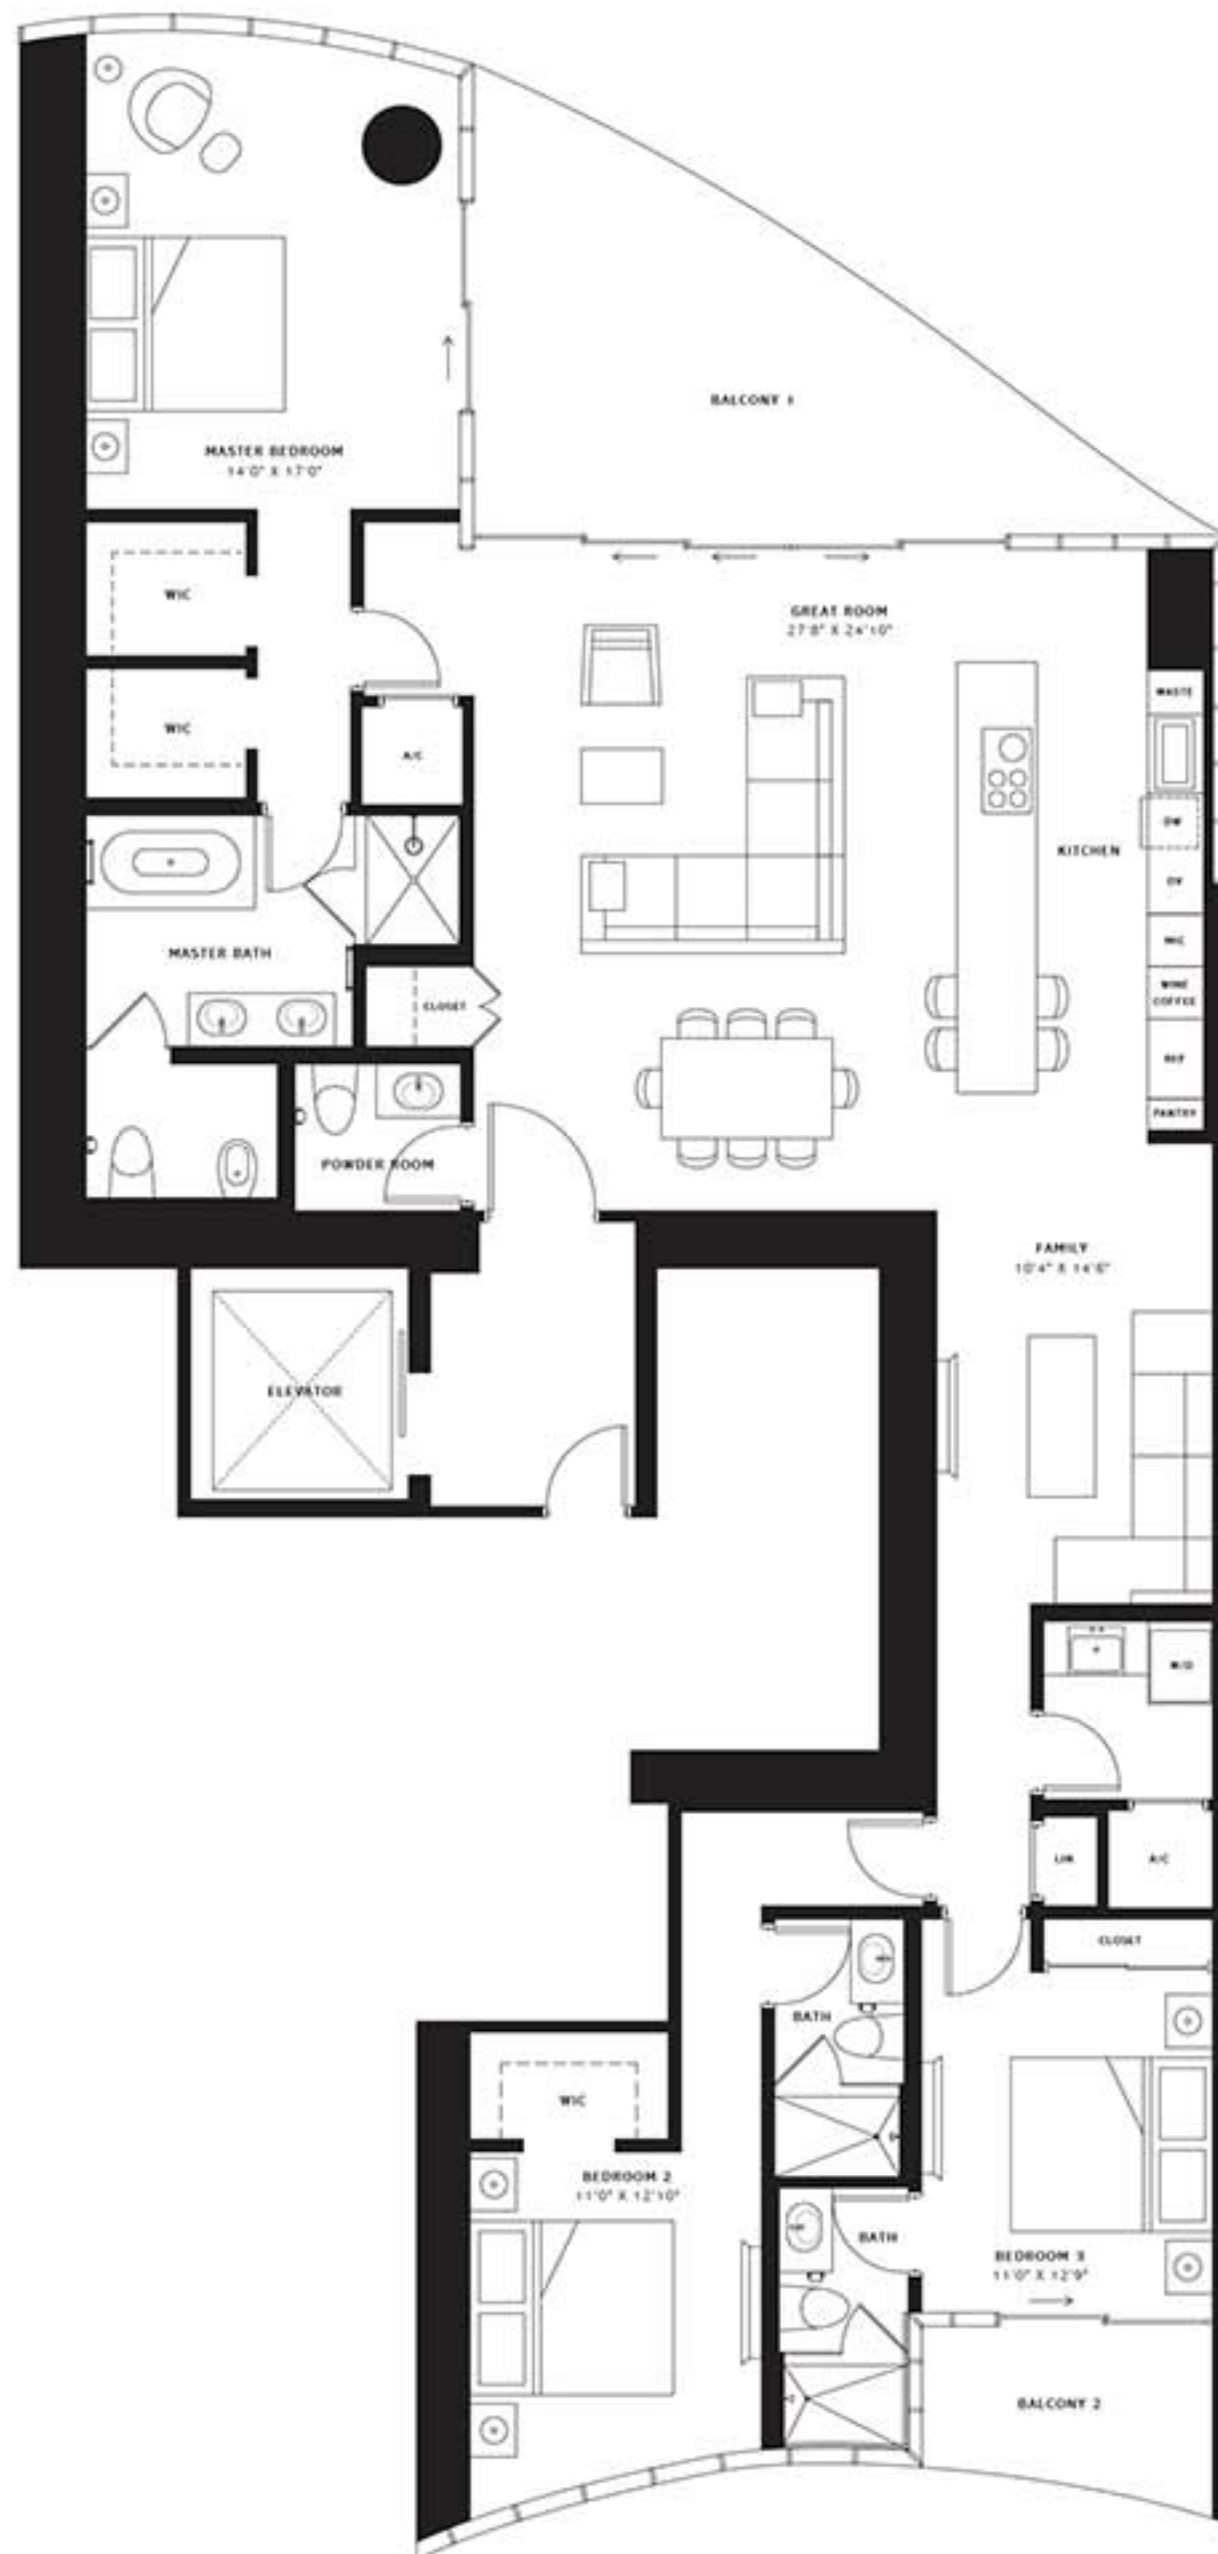 BALCONY 1
MASTER BEDROOM
14'0" X 17'0"
WIC
GREAT ROOM
27'8" X 24'10"
WASTE
WIC
A/C
DW
KITCHEN
OV
MIC
MASTER BATH
CLOSET
WINE
COFFEE
REF
PANTRY
POWDER ROOM
FAMILY
10'4" X 14'6"
ELEVATOR
W/D
LIN
A/C
CLOSET
BATH
WIC
BEDROOM 2
11'0" X 12'10"
BATH
BEDROOM 3
11'0" X 12'9"
BALCONY 2